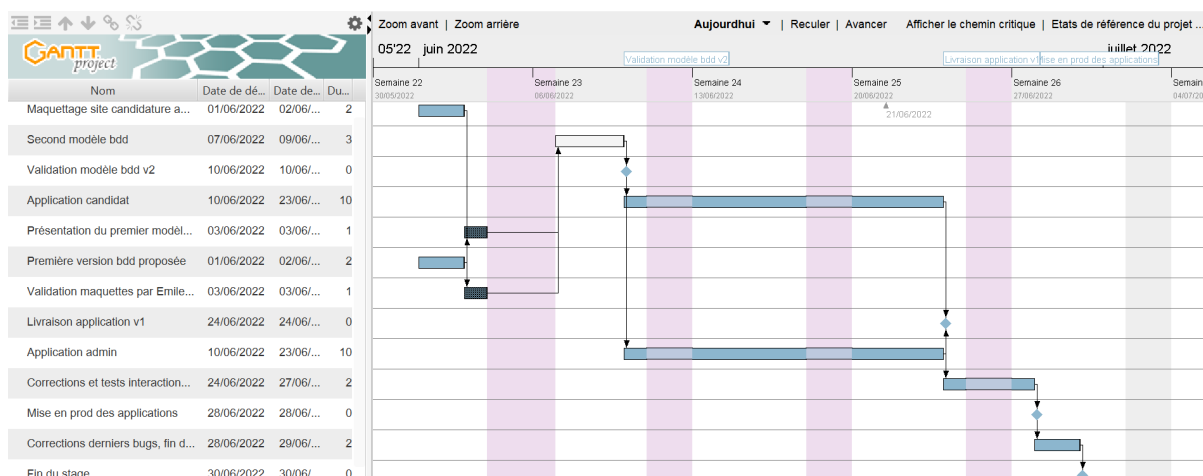 Zoom avant | Zoom arrière Aujourdhui | Reculer | Avancer Afficher le chemin critique | Etats de référence du projet ...
GANTT project
05'22 juin 2022 juillet 2022
Validation modèle bdd v2 Livraison application v1 Mise en prod des applications
Semaine 22 Semaine 23 Semaine 24 Semaine 25 Semaine 26 Semain
30/05/2022 06/06/2022 13/06/2022 20/06/2022 27/06/2022 04/07/20
21/06/2022
Nom Date de dé... Date de... Du...
Maquettage site candidature a... 01/06/2022 02/06/... 2
Second modèle bdd 07/06/2022 09/06/... 3
Validation modèle bdd v2 10/06/2022 10/06/... 0
Application candidat 10/06/2022 23/06/... 10
Présentation du premier modèl... 03/06/2022 03/06/... 1
Première version bdd proposée 01/06/2022 02/06/... 2
Validation maquettes par Emile... 03/06/2022 03/06/... 1
Livraison application v1 24/06/2022 24/06/... 0
Application admin 10/06/2022 23/06/... 10
Corrections et tests interaction... 24/06/2022 27/06/... 2
Mise en prod des applications 28/06/2022 28/06/... 0
Corrections derniers bugs, fin d... 28/06/2022 29/06/... 2
Fin du stage 30/06/2022 30/06/... 0